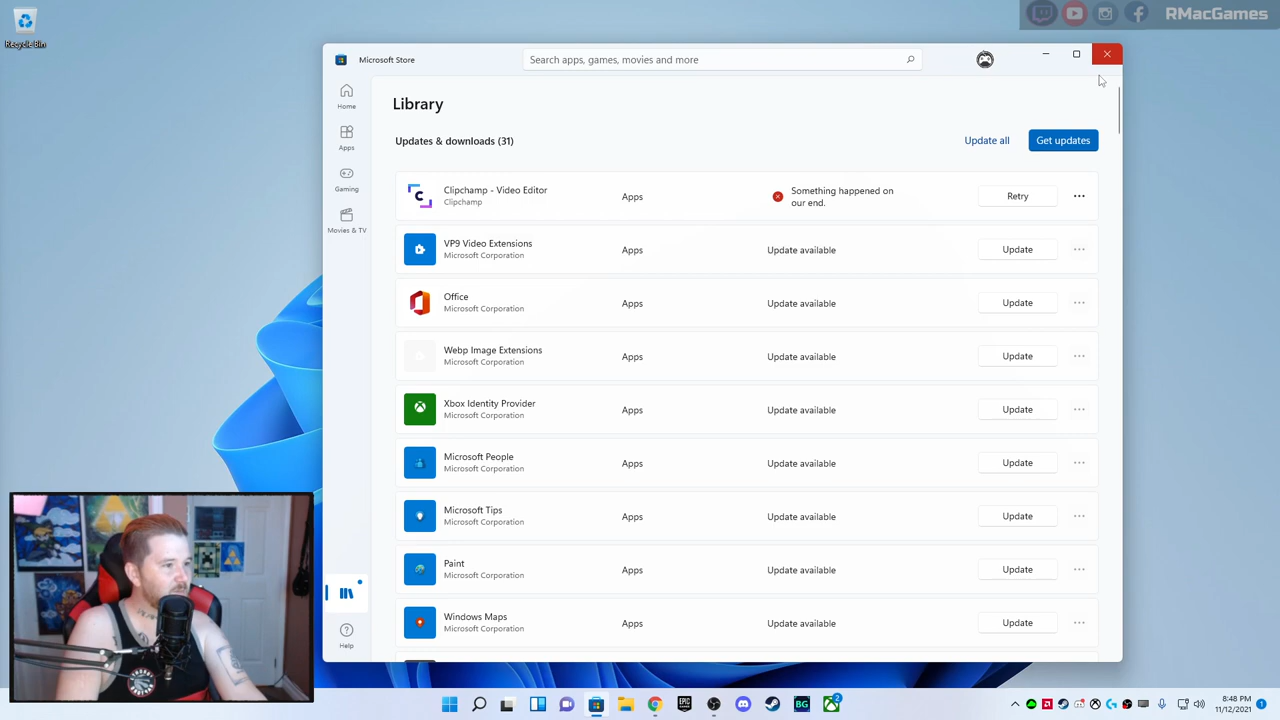 RMacGames
Recycle Bin
Microsoft Store
Search apps, games, movies and more
Home
Apps
Gaming
Movies & TV
Help
Library
Updates & downloads (31)
Update all
Get updates
Clipchamp - Video Editor
Clipchamp
Apps
Something happened on
our end.
Retry
VP9 Video Extensions
Microsoft Corporation
Apps
Update available
Update
Office
Microsoft Corporation
Apps
Update available
Update
Webp Image Extensions
Microsoft Corporation
Apps
Update available
Update
Xbox Identity Provider
Microsoft Corporation
Apps
Update available
Update
Microsoft People
Microsoft Corporation
Apps
Update available
Update
Microsoft Tips
Microsoft Corporation
Apps
Update available
Update
Paint
Microsoft Corporation
Apps
Update available
Update
Windows Maps
Microsoft Corporation
Apps
Update available
Update
EPIC
GAMES
BG
2
8:48 PM
11/12/2021
1